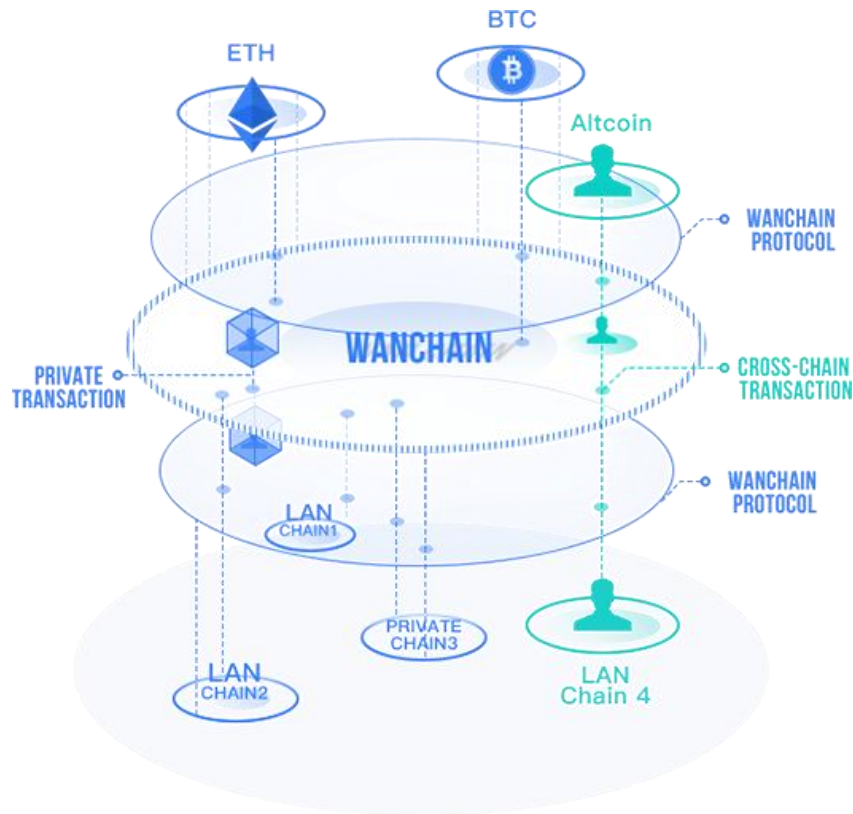 BTC
ETH
Altcoin
WANCHAIN
PROTOCOL
WANCHAIN
PRIVATE
TRANSACTION
CROSS-CHAIN
TRANSACTION
WANCHAIN
PROTOCOL
LAN
CHAIN1
PRIVATE
CHAIN3
LAN
CHAIN2
LAN
Chain 4